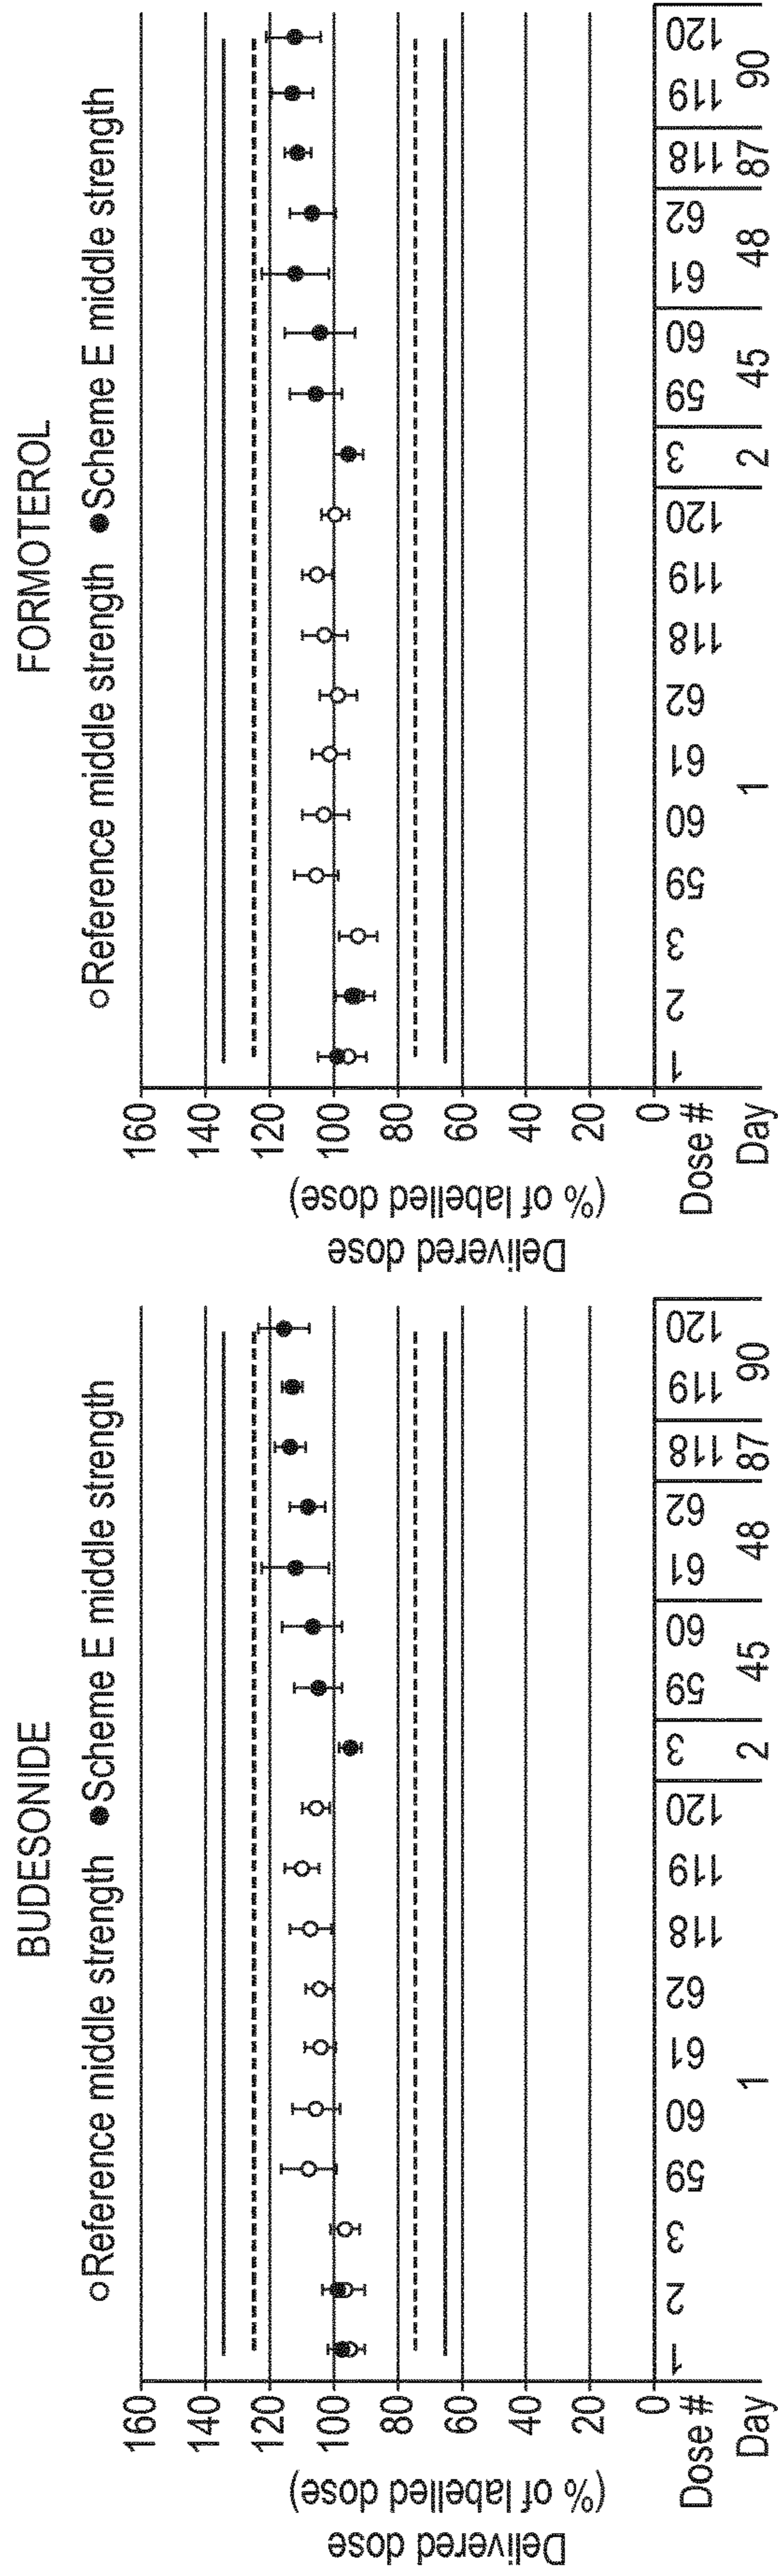 BUDESONIDE
○Reference middle strength ●Scheme E middle strength
Delivered dose
(% of labelled dose)
160
140
120
100
80
60
40
20
0
Dose # 1 2 3 59 60 61 62 118 119 120 3 59 60 61 62 118 119 120
Day 1 2 45 48 87 90
FORMOTEROL
○Reference middle strength ●Scheme E middle strength
Delivered dose
(% of labelled dose)
160
140
120
100
80
60
40
20
0
Dose # 1 2 3 59 60 61 62 118 119 120 3 59 60 61 62 118 119 120
Day 1 2 45 48 87 90